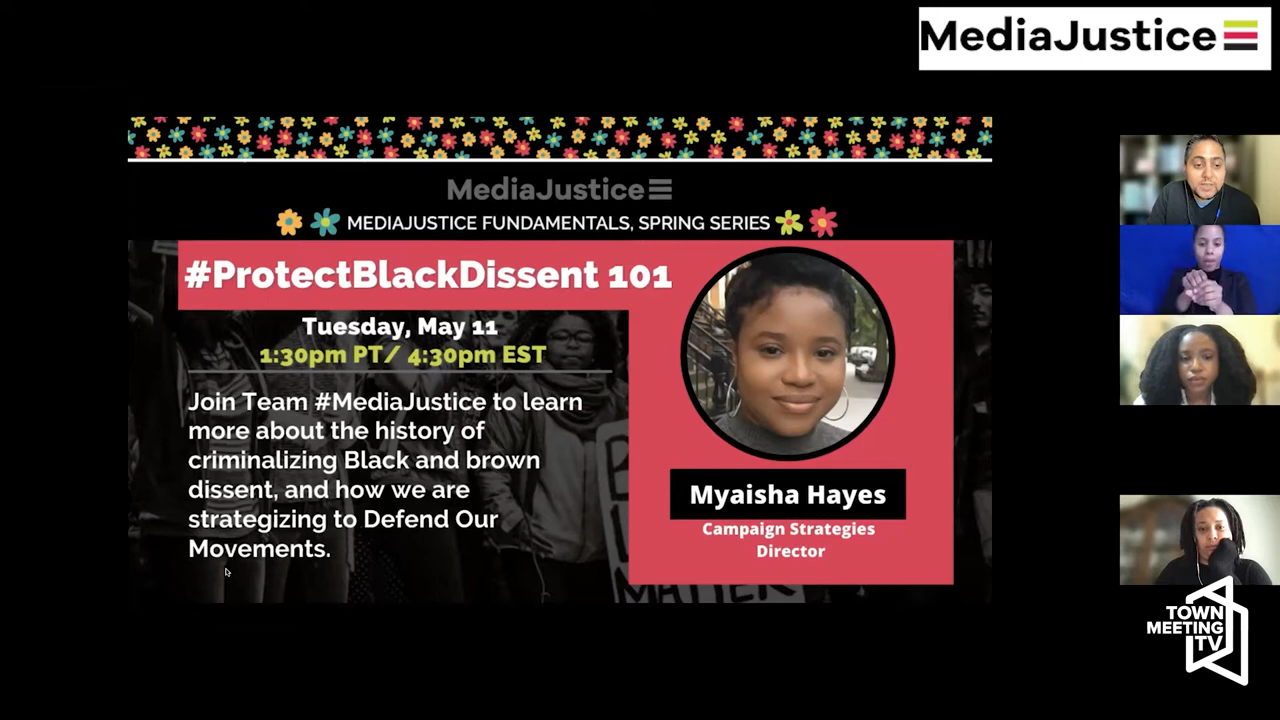 MediaJustice
MediaJustice
MEDIAJUSTICE FUNDAMENTALS, SPRING SERIES
#ProtectBlackDissent 101
Tuesday, May 11
1:30pm PT/ 4:30pm EST
Join Team #MediaJustice to learn
more about the history of
criminalizing Black and brown
dissent, and how we are
strategizing to Defend Our
Movements.
Myaisha Hayes
Campaign Strategies
Director
MATTER
TOWN
MEETING
TV